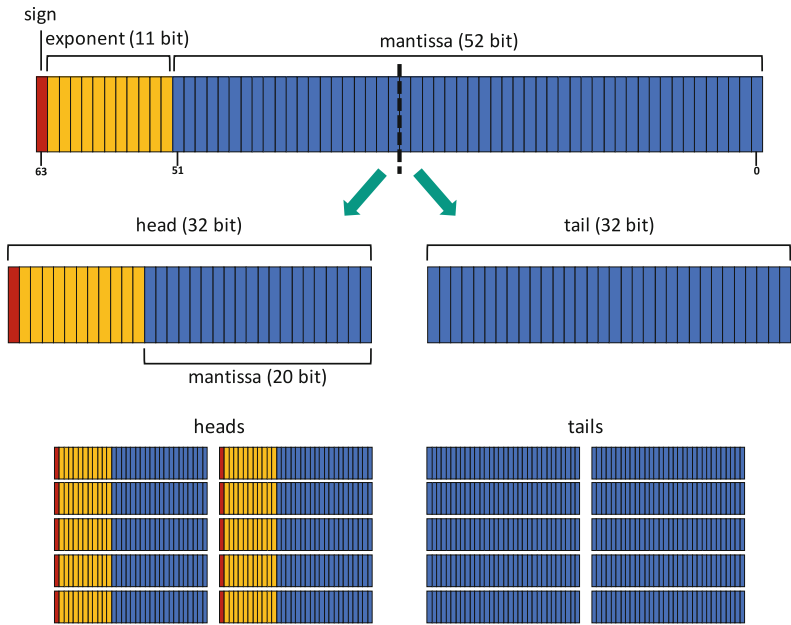 sign
exponent (11 bit)
mantissa (52 bit)
63
51
0
head (32 bit)
tail (32 bit)
mantissa (20 bit)
heads
tails